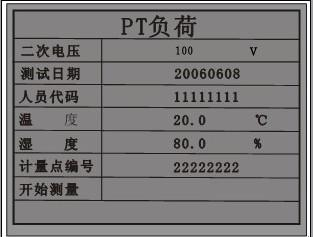 PT负荷
二次电压 100 V
测试日期 20060608
人员代码 11111111
温 度 20.0 ℃
湿 度 80.0 %
计量点编号 22222222
开始测量